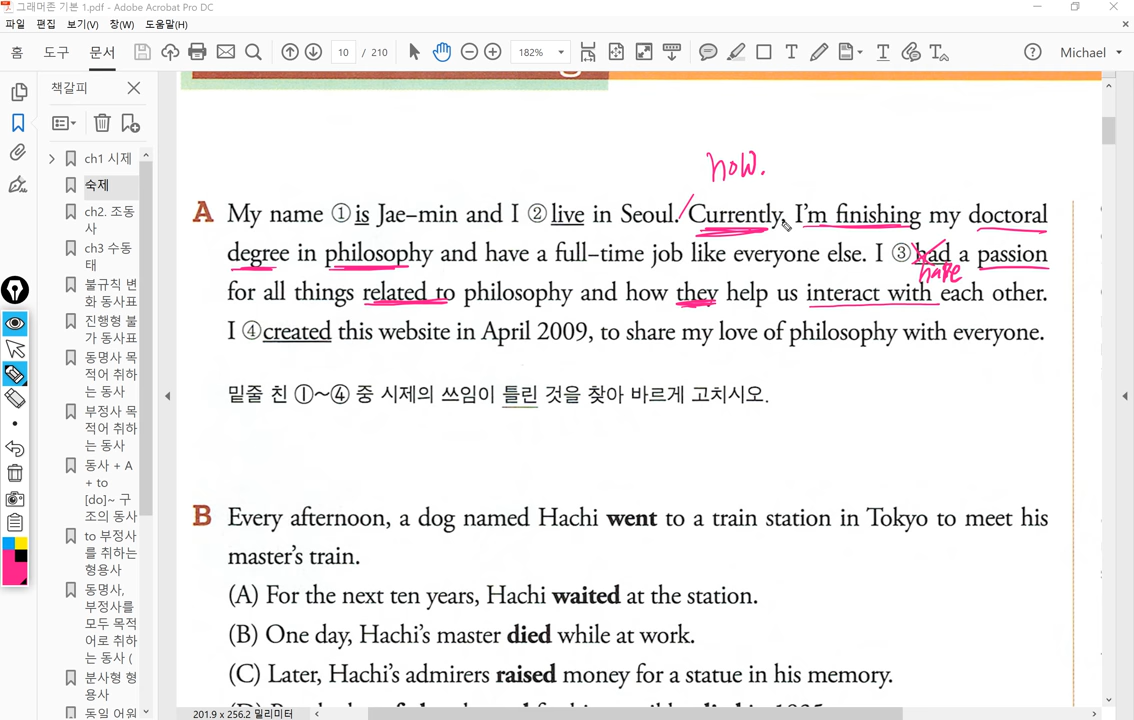 그래머존 기본 1.pdf - Adobe Acrobat Pro DC
파일 편집 보기(V) 창(W) 도움말(H)
홈 도구 문서 10 / 210 182% Michael
책갈피
ch1 시제
숙제
ch2. 조동
사
ch3 수동
태
불규칙 변
화 동사표
진행형 불
가 동사표
동명사 목
적어 취하
는 동사
부정사 목
적어 취하
는 동사
동사 + A
+ to
[do]~ 구
조의 동사
to 부정사
를 취하는
형용사
동명사,
부정사를
모두 목적
어로 취하
는 동사 (
분사형 형
용사
동일 어원
now.
A My name ① is Jae–min and I ② live in Seoul. Currently, I'm finishing my doctoral
degree in philosophy and have a full–time job like everyone else. I ③ had a passion
have
for all things related to philosophy and how they help us interact with each other.
I ④ created this website in April 2009, to share my love of philosophy with everyone.
밑줄 친 ①~④ 중 시제의 쓰임이 틀린 것을 찾아 바르게 고치시오.
B Every afternoon, a dog named Hachi went to a train station in Tokyo to meet his
master's train.
(A) For the next ten years, Hachi waited at the station.
(B) One day, Hachi's master died while at work.
(C) Later, Hachi's admirers raised money for a statue in his memory.
201.9 x 256.2 밀리미터